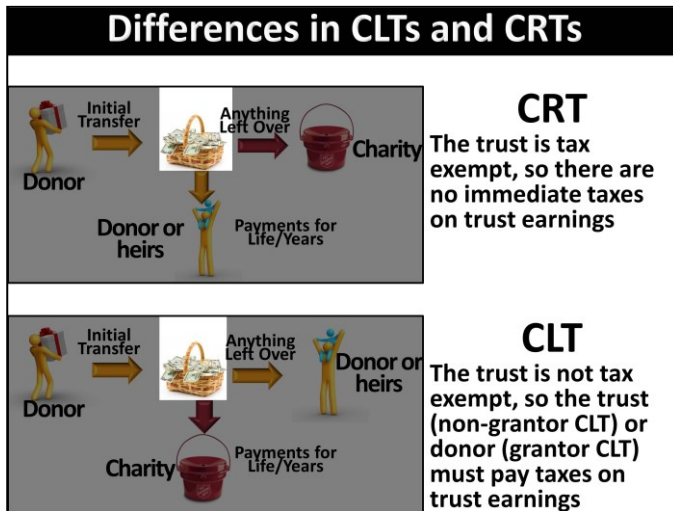 Differences in CLTs and CRTs
Initial
Transfer
Anything
Left Over
Donor
Charity
Donor or
heirs
Payments for
Life/Years
CRT
The trust is tax
exempt, so there are
no immediate taxes
on trust earnings
Initial
Transfer
Anything
Left Over
Donor
Donor or
heirs
Charity
Payments for
Life/Years
CLT
The trust is not tax
exempt, so the trust
(non-grantor CLT) or
donor (grantor CLT)
must pay taxes on
trust earnings